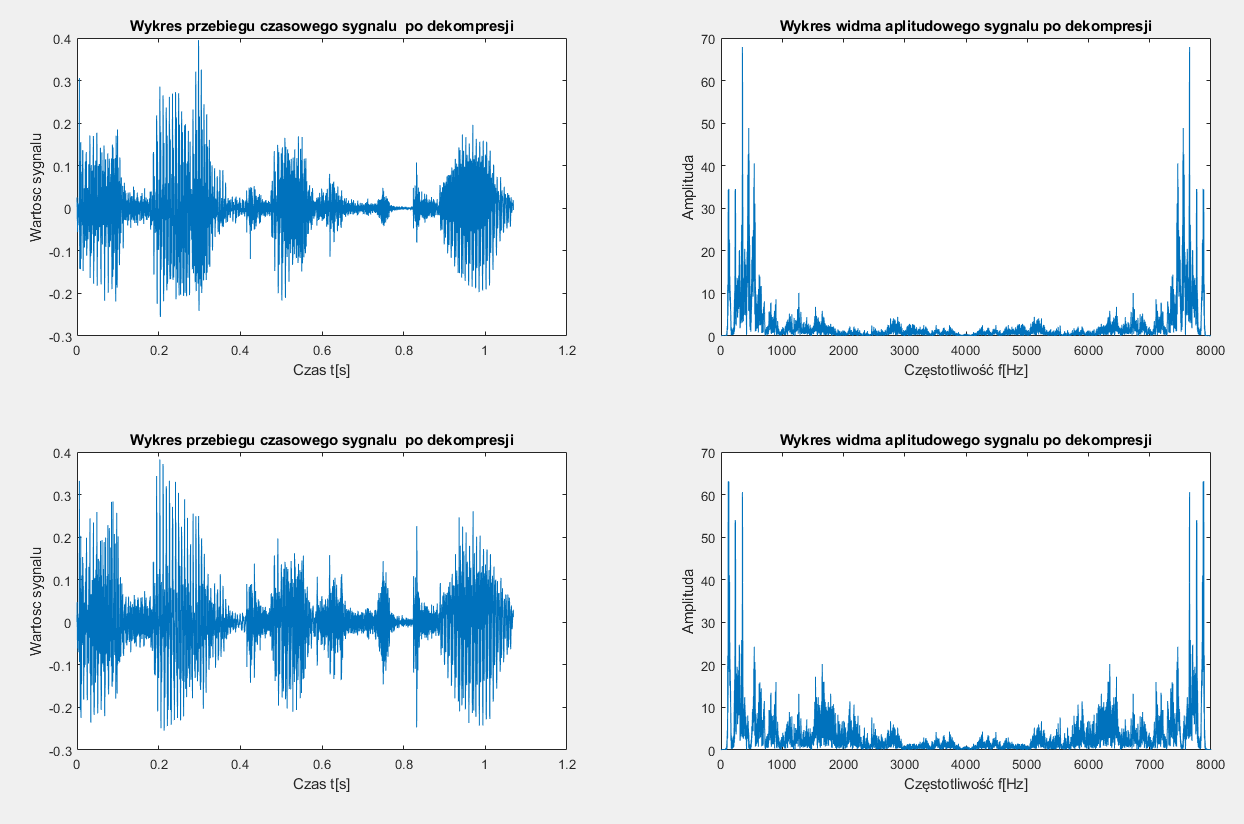 Wykres przebiegu czasowego sygnalu  po dekompresji
0.4
0.3
0.2
0.1
0
-0.1
-0.2
-0.3
Wartosc sygnalu
0 0.2 0.4 0.6 0.8 1 1.2
Czas t[s]
Wykres widma aplitudowego sygnalu po dekompresji
70
60
50
40
30
20
10
0
Amplituda
0 1000 2000 3000 4000 5000 6000 7000 8000
Częstotliwość f[Hz]
Wykres przebiegu czasowego sygnalu  po dekompresji
0.4
0.3
0.2
0.1
0
-0.1
-0.2
-0.3
Wartosc sygnalu
0 0.2 0.4 0.6 0.8 1 1.2
Czas t[s]
Wykres widma aplitudowego sygnalu po dekompresji
70
60
50
40
30
20
10
0
Amplituda
0 1000 2000 3000 4000 5000 6000 7000 8000
Częstotliwość f[Hz]